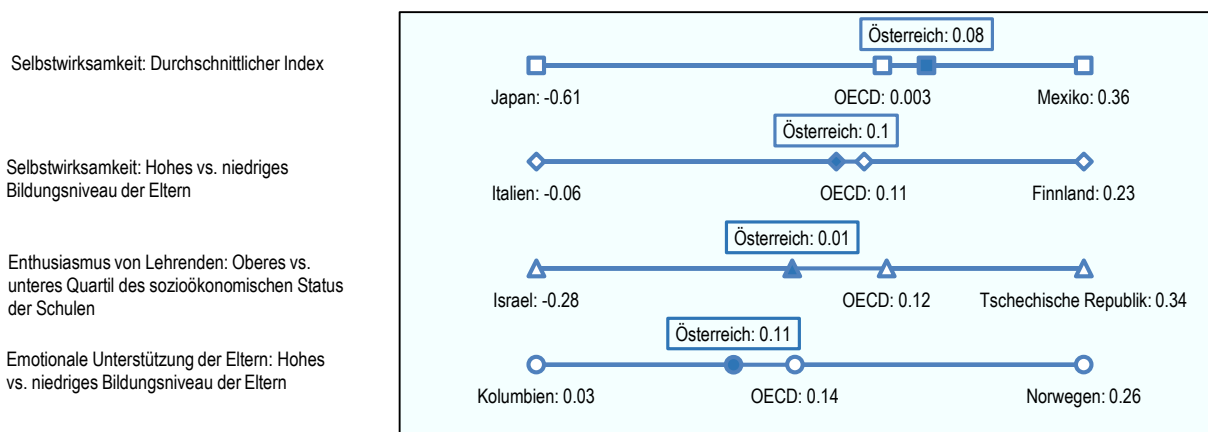 Selbstwirksamkeit: Durchschnittlicher Index
Österreich: 0.08
Japan: -0.61
OECD: 0.003
Mexiko: 0.36
Selbstwirksamkeit: Hohes vs. niedriges
Bildungsniveau der Eltern
Österreich: 0.1
Italien: -0.06
OECD: 0.11
Finnland: 0.23
Enthusiasmus von Lehrenden: Oberes vs.
unteres Quartil des sozioökonomischen Status
der Schulen
Österreich: 0.01
Israel: -0.28
OECD: 0.12
Tschechische Republik: 0.34
Emotionale Unterstützung der Eltern: Hohes
vs. niedriges Bildungsniveau der Eltern
Österreich: 0.11
Kolumbien: 0.03
OECD: 0.14
Norwegen: 0.26